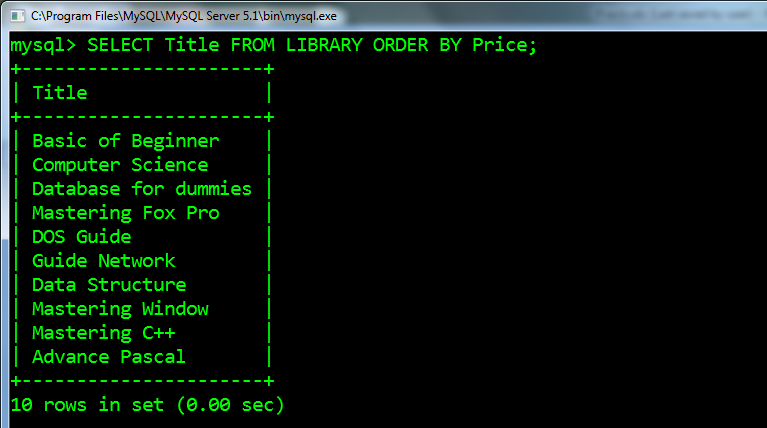 C:\Program Files\MySQL\MySQL Server 5.1\bin\mysql.exe
mysql> SELECT Title FROM LIBRARY ORDER BY Price;
+----------------------+
| Title                |
+----------------------+
| Basic of Beginner    |
| Computer Science     |
| Database for dummies |
| Mastering Fox Pro    |
| DOS Guide            |
| Guide Network        |
| Data Structure       |
| Mastering Window     |
| Mastering C++        |
| Advance Pascal       |
+----------------------+
10 rows in set (0.00 sec)